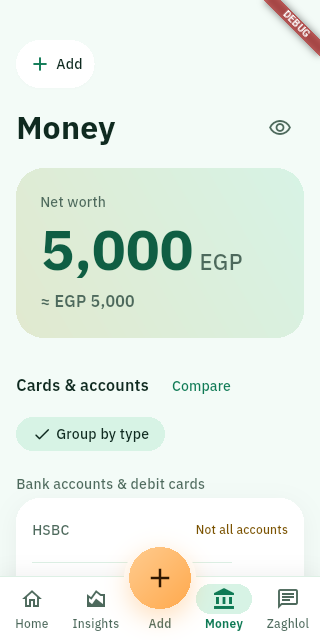 DEBUG
Add
Money
Net worth
5,000 EGP
≈ EGP 5,000
Cards & accounts Compare
Group by type
Bank accounts & debit cards
HSBC Not all accounts
Home Insights Add Money Zaghlol